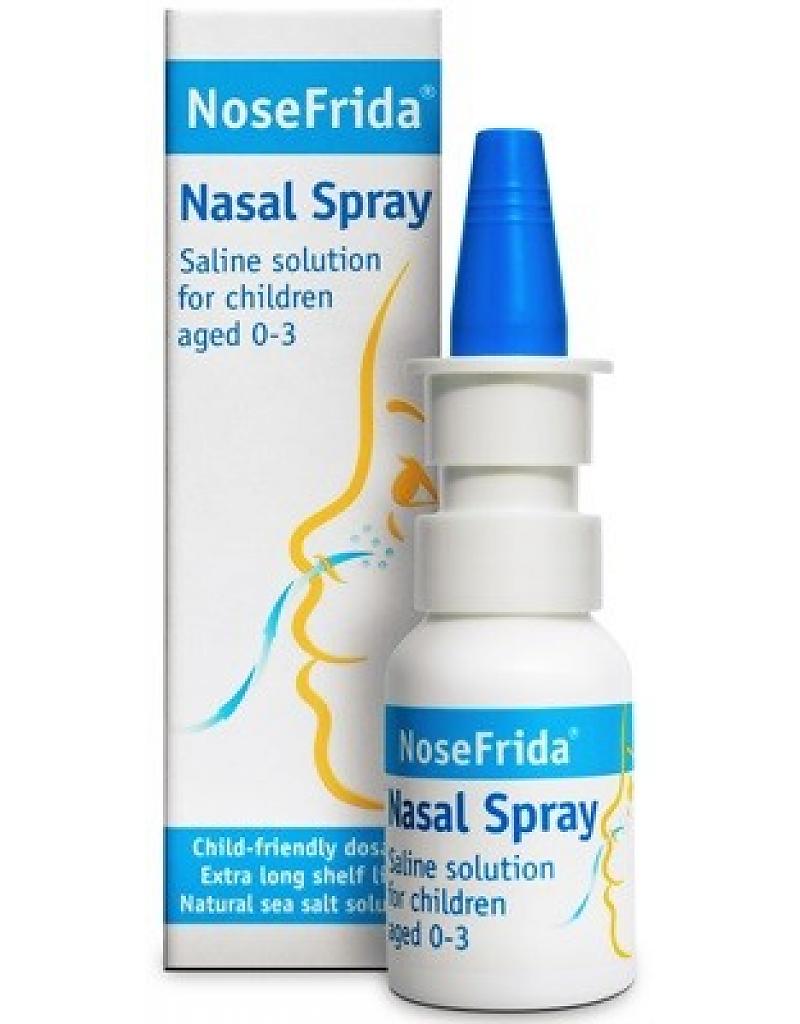 NoseFrida®
Nasal Spray
Saline solution
for children
aged 0-3
Child-friendly
Extra long shelf
Natural sea salt
NoseFrida®
Nasal Spray
Saline solution
for children
aged 0-3